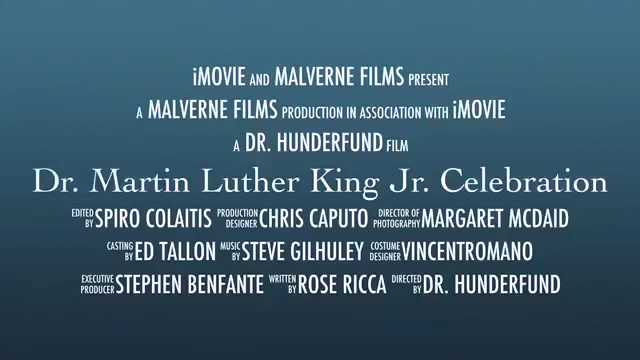 iMOVIE AND MALVERNE FILMS PRESENT
A MALVERNE FILMS PRODUCTION IN ASSOCIATION WITH iMOVIE
A DR. HUNDERFUND FILM
Dr. Martin Luther King Jr. Celebration
EDITED BY SPIRO COLAITIS PRODUCTION DESIGNER CHRIS CAPUTO DIRECTOR OF PHOTOGRAPHY MARGARET MCDAID
CASTING BY ED TALLON MUSIC BY STEVE GILHULEY COSTUME DESIGNER VINCENTROMANO
EXECUTIVE PRODUCER STEPHEN BENFANTE WRITTEN BY ROSE RICCA DIRECTED BY DR. HUNDERFUND